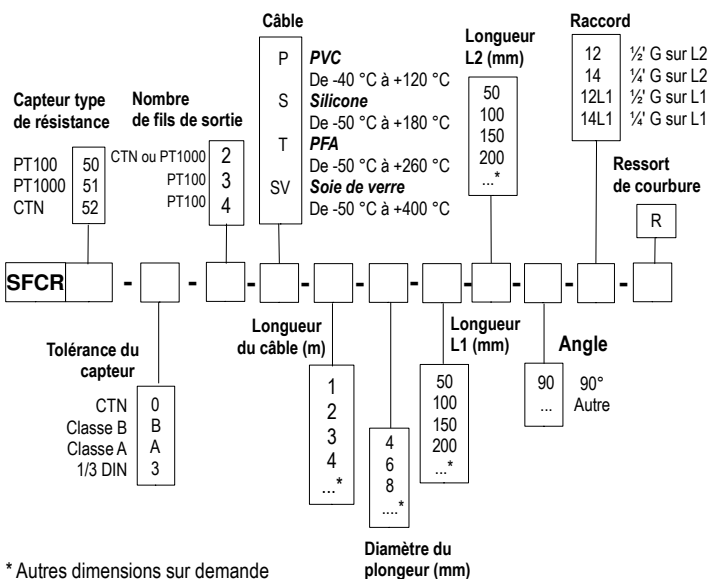 Câble
P PVC
De -40 °C à +120 °C
S Silicone
De -50 °C à +180 °C
T PFA
De -50 °C à +260 °C
SV Soie de verre
De -50 °C à +400 °C
Longueur
L2 (mm)
50
100
150
200
...*
Raccord
12 ½' G sur L2
14 ¼' G sur L2
12L1 ½' G sur L1
14L1 ¼' G sur L1
Capteur type
de résistance
PT100 50
PT1000 51
CTN 52
Nombre
de fils de sortie
CTN ou PT1000 2
PT100 3
PT100 4
Ressort
de courbure
R
SFCR - - - - - - - - - -
Tolérance du
capteur
CTN 0
Classe B B
Classe A A
1/3 DIN 3
Longueur
du câble (m)
1
2
3
4
...*
4
6
8
....*
Diamètre du
plongeur (mm)
Longueur
L1 (mm)
50
100
150
200
...*
Angle
90 90°
... Autre
* Autres dimensions sur demande